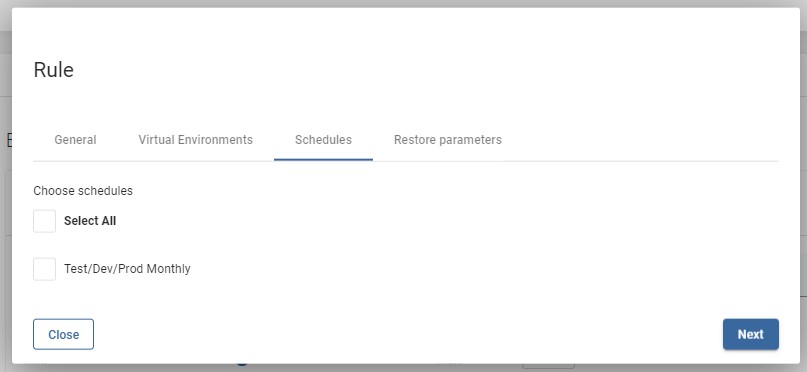 Rule
General Virtual Environments Schedules Restore parameters
Choose schedules
Select All
Test/Dev/Prod Monthly
Close Next